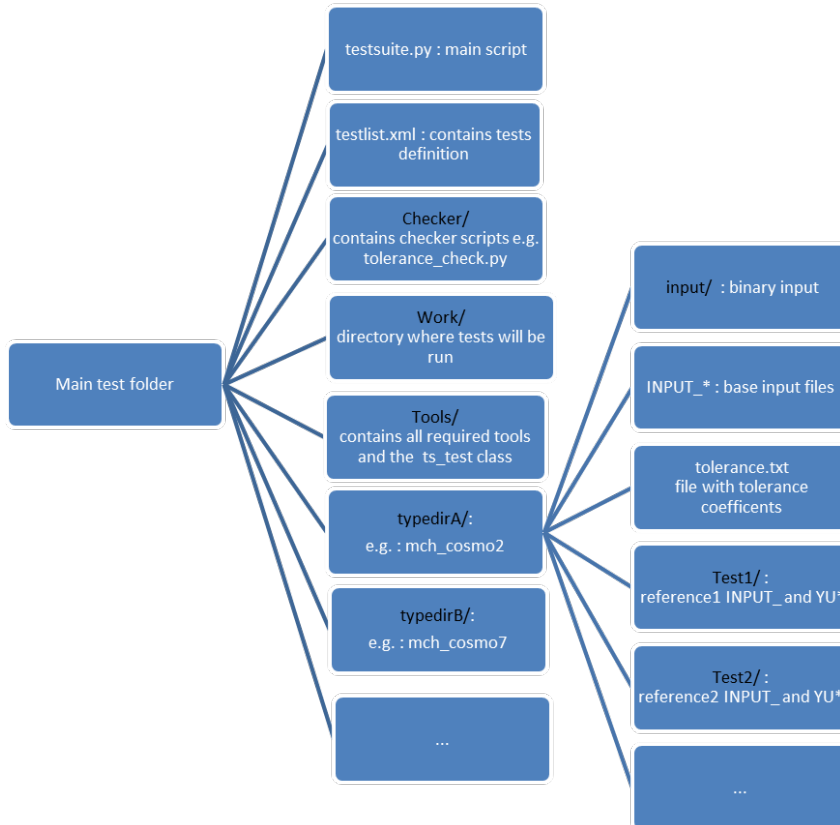 Main test folder
testsuite.py : main script
testlist.xml : contains tests
definition
Checker/
contains checker scripts e.g.
tolerance_check.py
Work/
directory where tests will be
run
Tools/
contains all required tools
and the ts_test class
typedirA/:
e.g. : mch_cosmo2
typedirB/:
e.g. : mch_cosmo7
...
input/ : binary input
INPUT_* : base input files
tolerance.txt
file with tolerance
coefficents
Test1/ :
reference1 INPUT_ and YU*
Test2/ :
reference2 INPUT_ and YU*
...